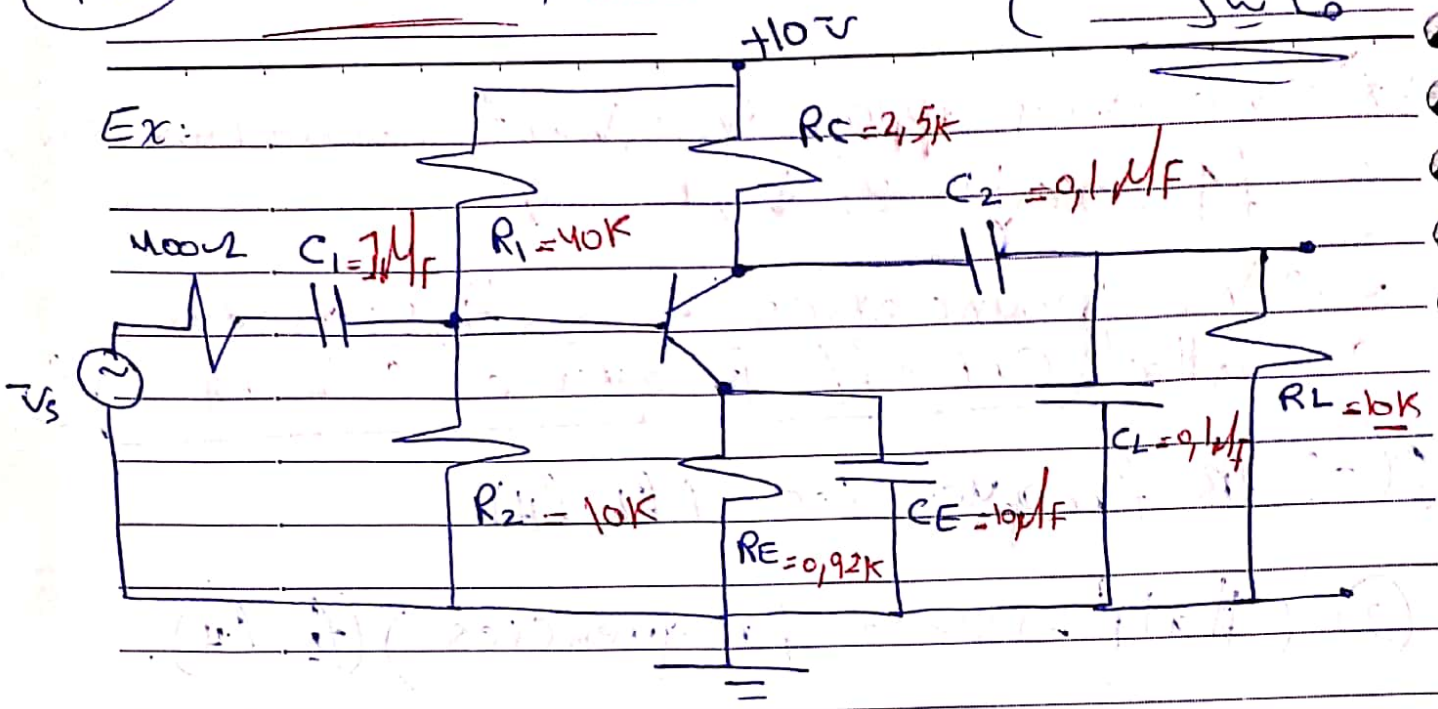 +10V
Ex:
RC=2,5K
C2 =0,1μF
400Ω
C1=1μF
R1=40K
Vs
RL=10K
CL=0,1μF
R2=10K
CE=10μF
RE=0,92K